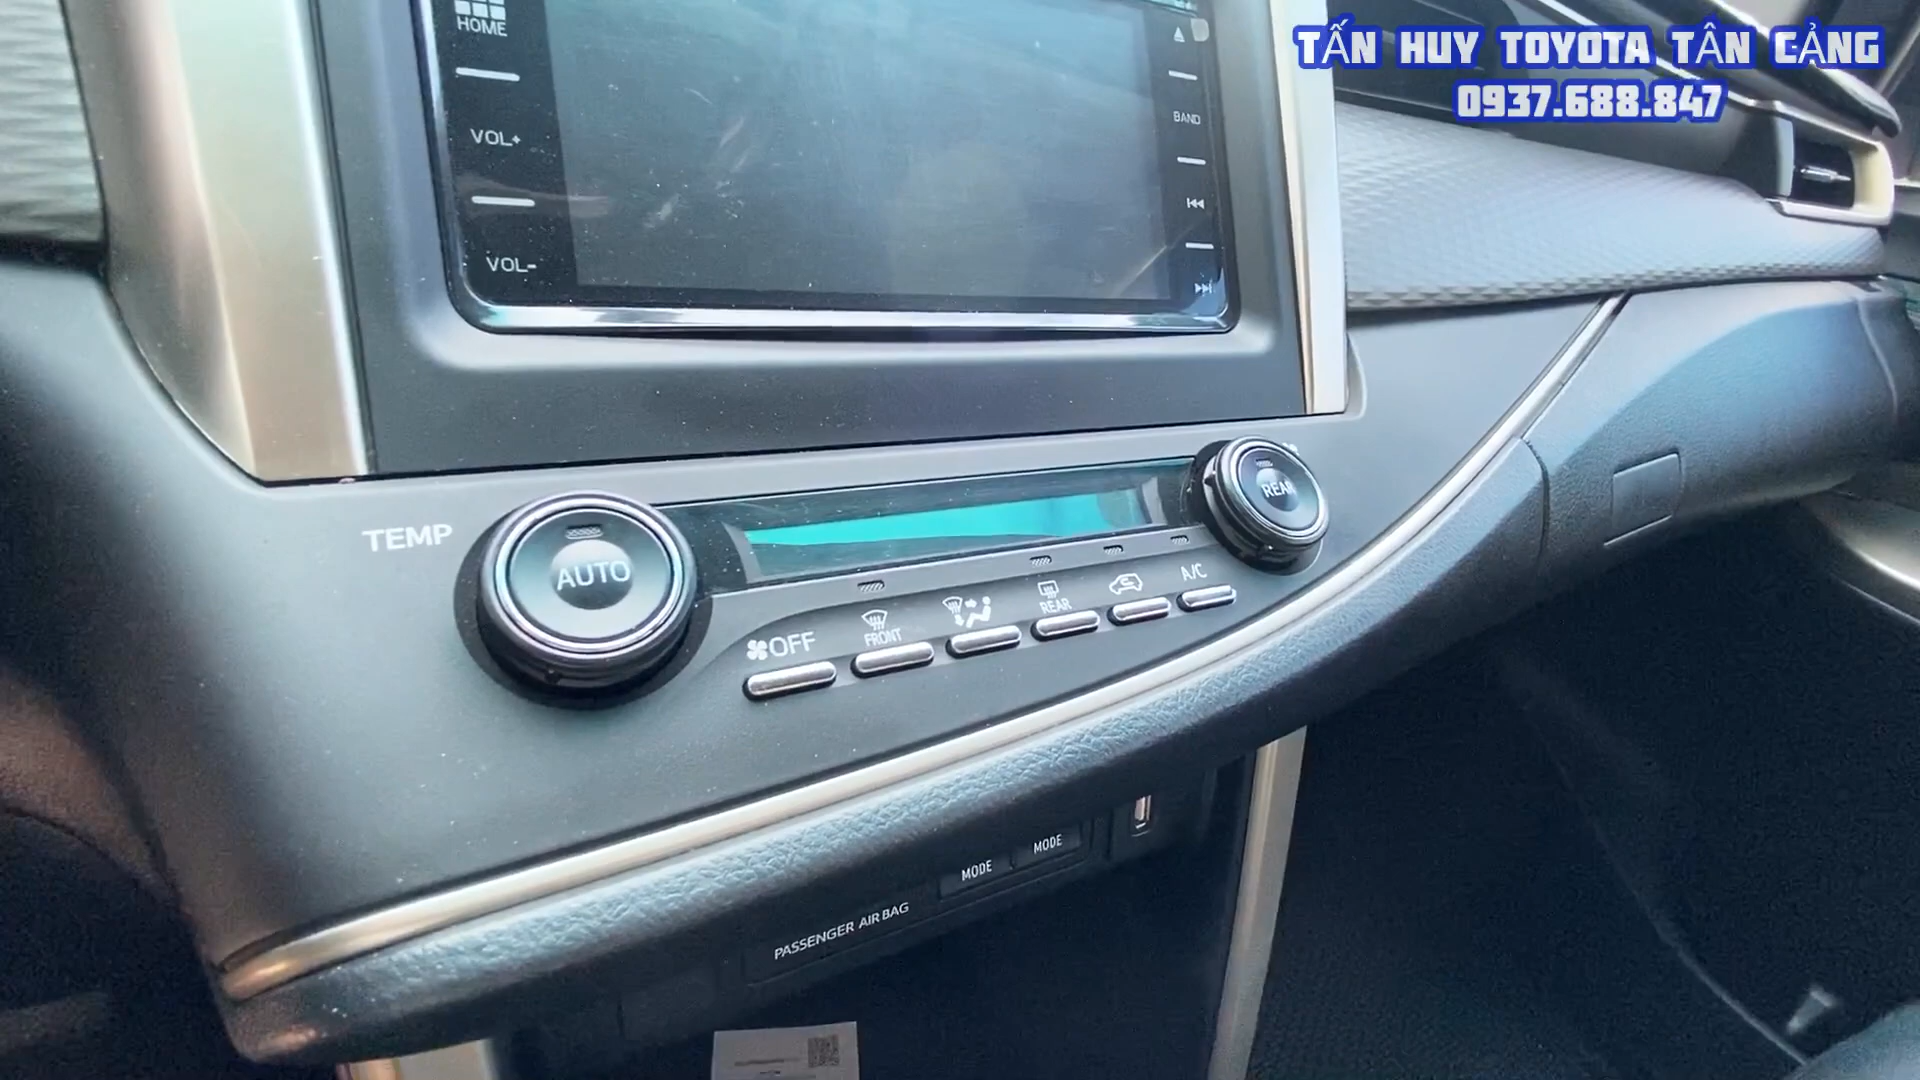 TẤN HUY TOYOTA TÂN CẢNG
0937.688.847
HOME
VOL+
VOL-
BAND
TEMP
AUTO
REAR
OFF
FRONT
REAR
A/C
MODE
MODE
PASSENGER AIR BAG